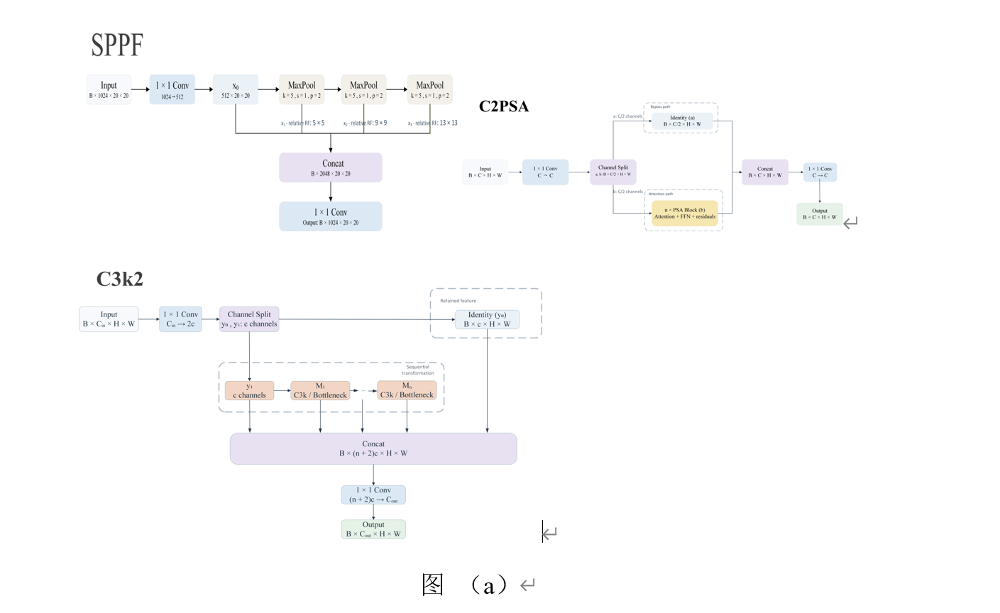 SPPF
Input
B × 1024 × 20 × 20
1 × 1 Conv
1024→512
x₀
512 × 20 × 20
MaxPool
k = 5 , s = 1 , p = 2
MaxPool
k = 5 , s = 1 , p = 2
MaxPool
k = 5 , s = 1 , p = 2
x₁ - relative RF: 5 × 5
x₂ - relative RF: 9 × 9
x₃ - relative RF: 13 × 13
Concat
B × 2048 × 20 × 20
1 × 1 Conv
Output: B × 1024 × 20 × 20
C2PSA
Input
B × C × H × W
1 × 1 Conv
C → C
Channel Split
a, b: B × C/2 × H × W
a: C/2 channels
Bypass path
Identity (a)
B × C/2 × H × W
b: C/2 channels
Attention path
n × PSA Block (b)
Attention + FFN + residuals
Concat
B × C × H × W
1 × 1 Conv
C → C
Output
B × C × H × W
C3k2
Input
B × Cᵢₙ × H × W
1 × 1 Conv
Cᵢₙ → 2c
Channel Split
y₀ , y₁: c channels
Retained feature
Identity (y₀)
B × c × H × W
Sequential
transformation
y₁
c channels
M₁
C3k / Bottleneck
...
Mₙ
C3k / Bottleneck
Concat
B × (n + 2)c × H × W
1 × 1 Conv
(n + 2)c → Cₒᵤₜ
Output
B × Cₒᵤₜ × H × W
图 （a）